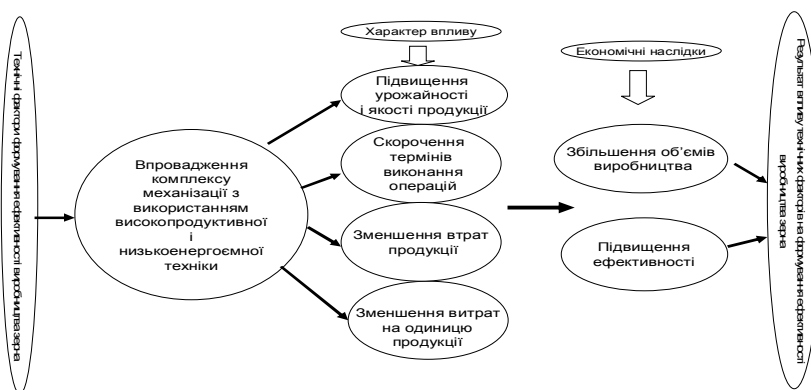 Технічні фактори формування ефективності виробництва зерна
Впровадження
комплексу
механізації з
використанням
високопродуктивної
і
низькоенергоємної
техніки
Характер впливу
Підвищення
урожайності
і якості продукції
Скорочення
термінів
виконання
операцій
Зменшення втрат
продукції
Зменшення витрат
на одиницю
продукції
Економічні наслідки
Збільшення об’ємів
виробництва
Підвищення
ефективності
Результат впливу технічних факторів на формування ефективності
виробництва зерна